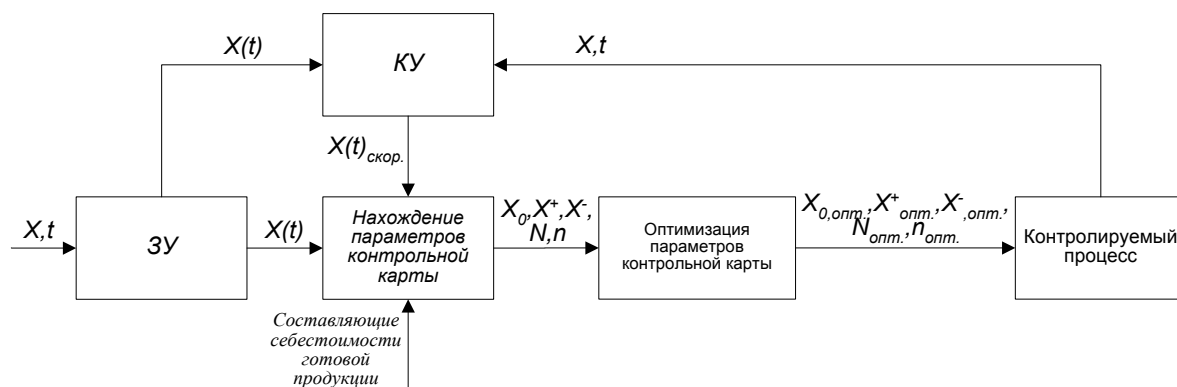 X(t)
КУ
X,t
X(t)скор.
X,t
ЗУ
X(t)
Нахождение
параметров
контрольной
карты
X0,X+,X-,
N,n
Оптимизация
параметров
контрольной карты
X0,опт.,X+опт.,X-,опт.,
Nопт.,nопт.
Контролируемый
процесс
Составляющие
себестоимости
готовой
продукции